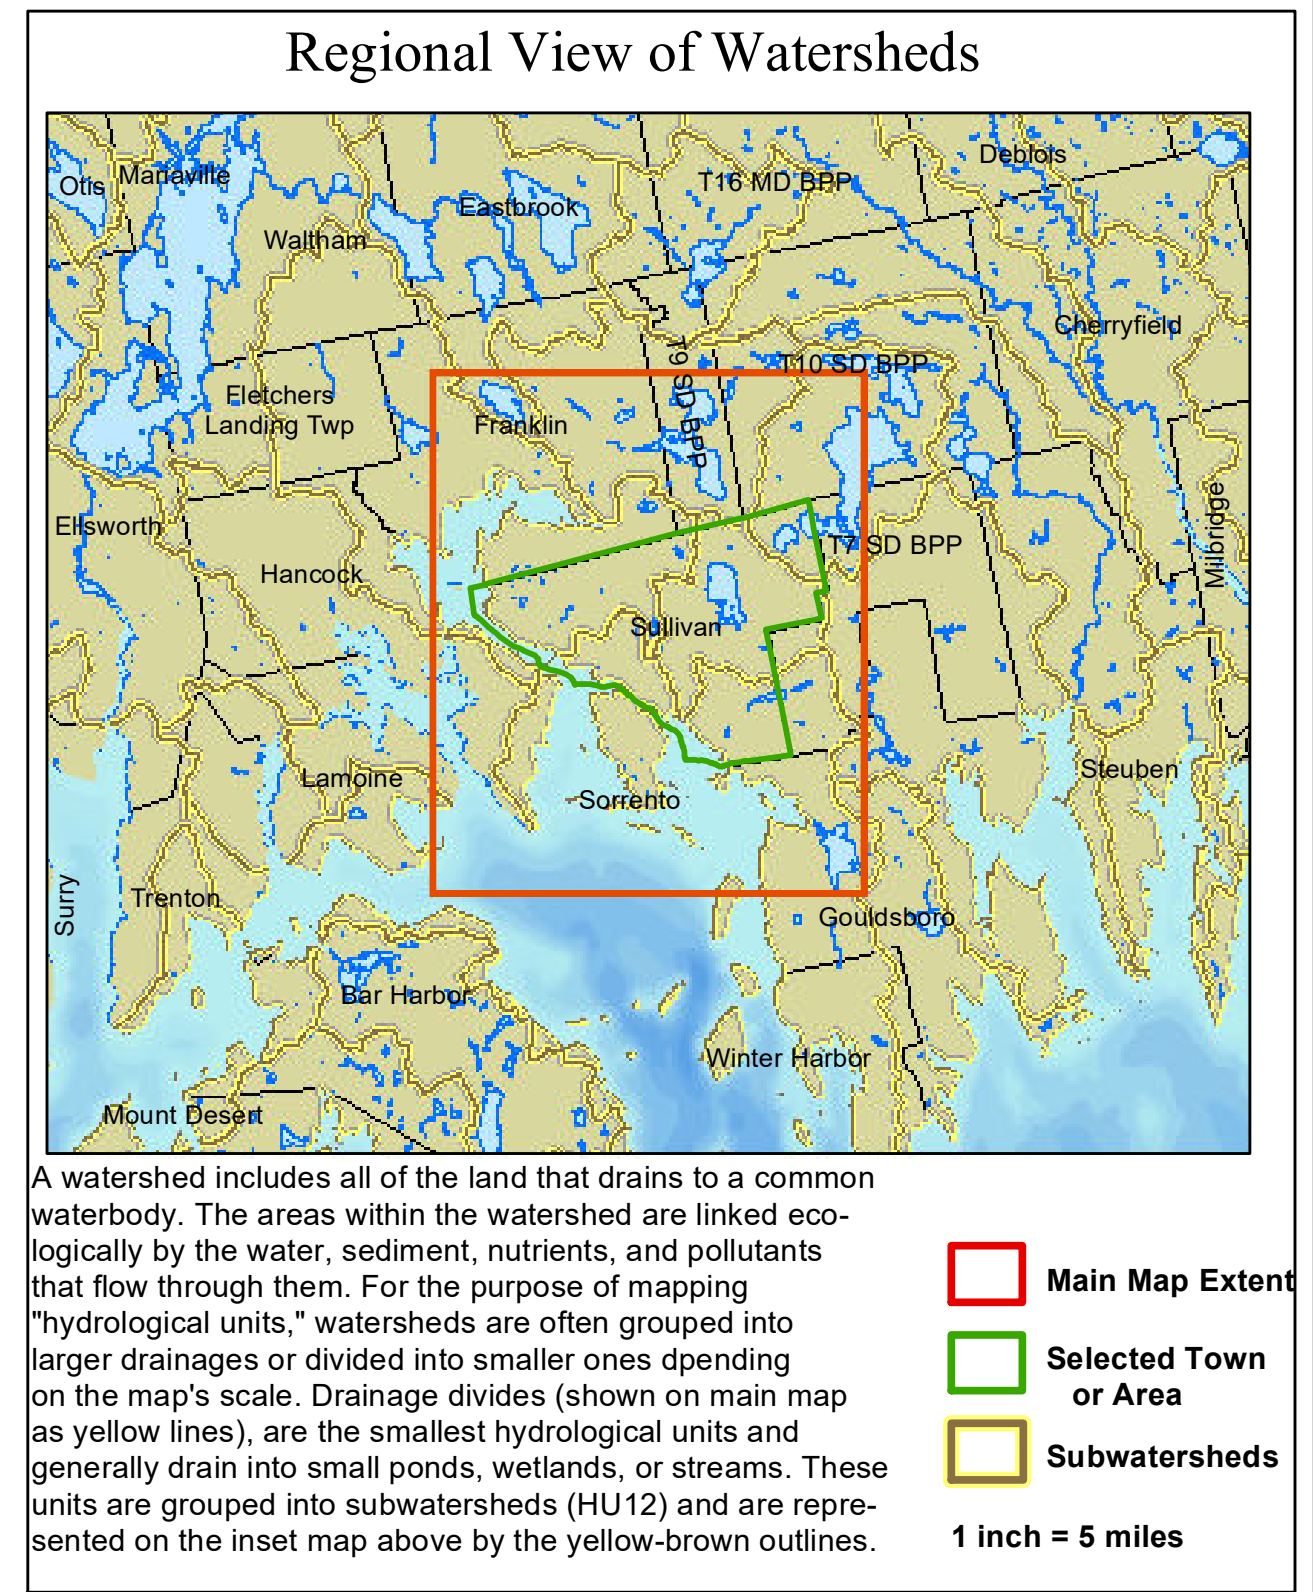 Regional View of Watersheds
Otis
Mariaville
Deblois
T16 MD BPP
Eastbrook
Waltham
Cherryfield
T9 SD BPP
T10 SD BPP
Fletchers
Landing Twp
Franklin
Ellsworth
Milbridge
T7 SD BPP
Hancock
Sullivan
Lamoine
Steuben
Sorrento
Surry
Trenton
Gouldsboro
Bar Harbor
Winter Harbor
Mount Desert
A watershed includes all of the land that drains to a common
waterbody. The areas within the watershed are linked eco-
logically by the water, sediment, nutrients, and pollutants
that flow through them. For the purpose of mapping
"hydrological units," watersheds are often grouped into
larger drainages or divided into smaller ones dpending
on the map's scale. Drainage divides (shown on main map
as yellow lines), are the smallest hydrological units and
generally drain into small ponds, wetlands, or streams. These
units are grouped into subwatersheds (HU12) and are repre-
sented on the inset map above by the yellow-brown outlines.
Main Map Extent
Selected Town
or Area
Subwatersheds
1 inch = 5 miles